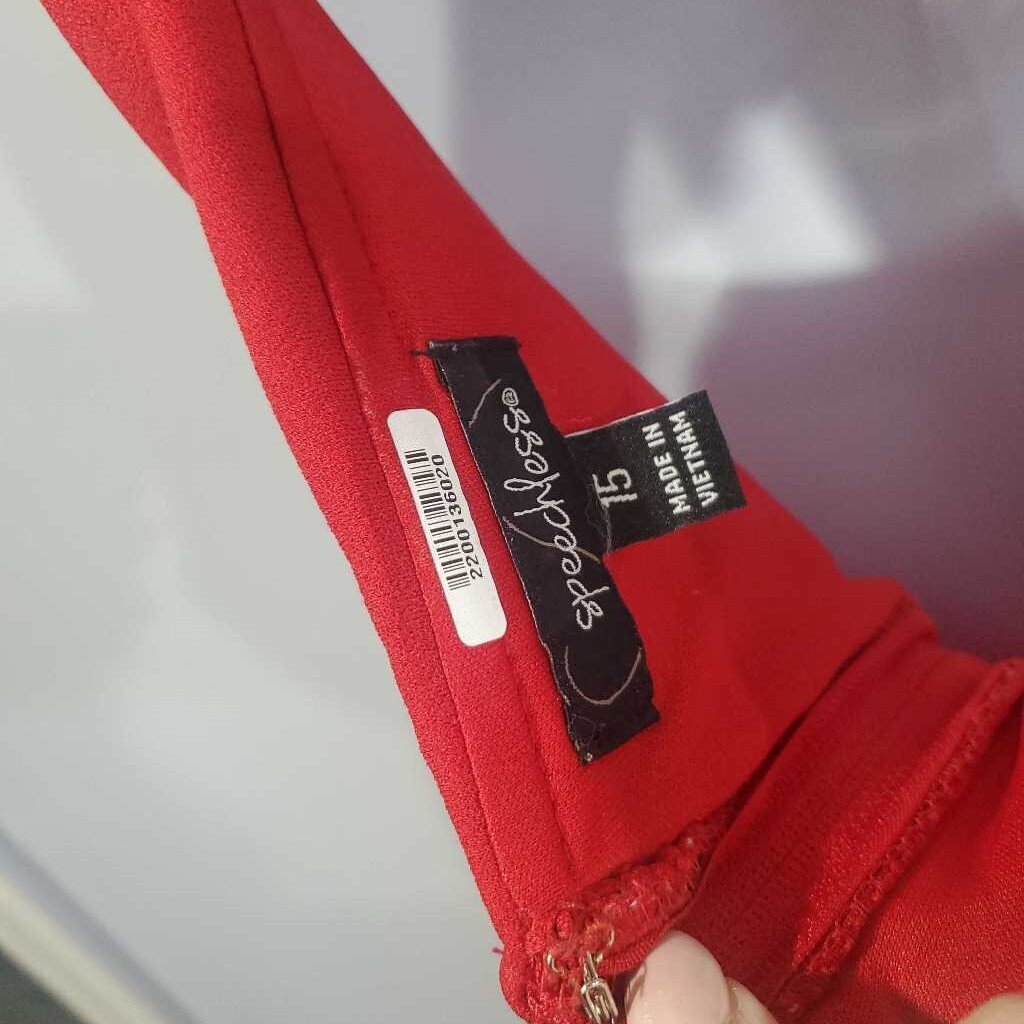 speechless®
15
MADE IN
VIETNAM
2200136020